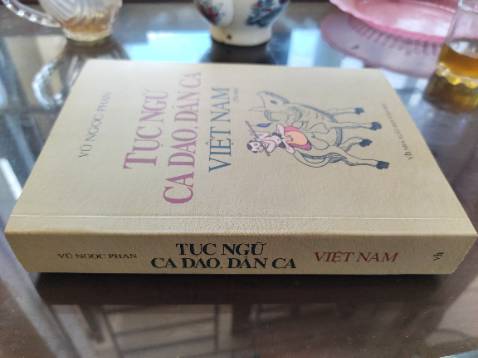 VŨ NGỌC PHAN
TỤC NGỮ
CA DAO, DÂN CA
VIỆT NAM
VŨ NGỌC PHAN
TỤC NGỮ
CA DAO, DÂN CA
VIỆT NAM